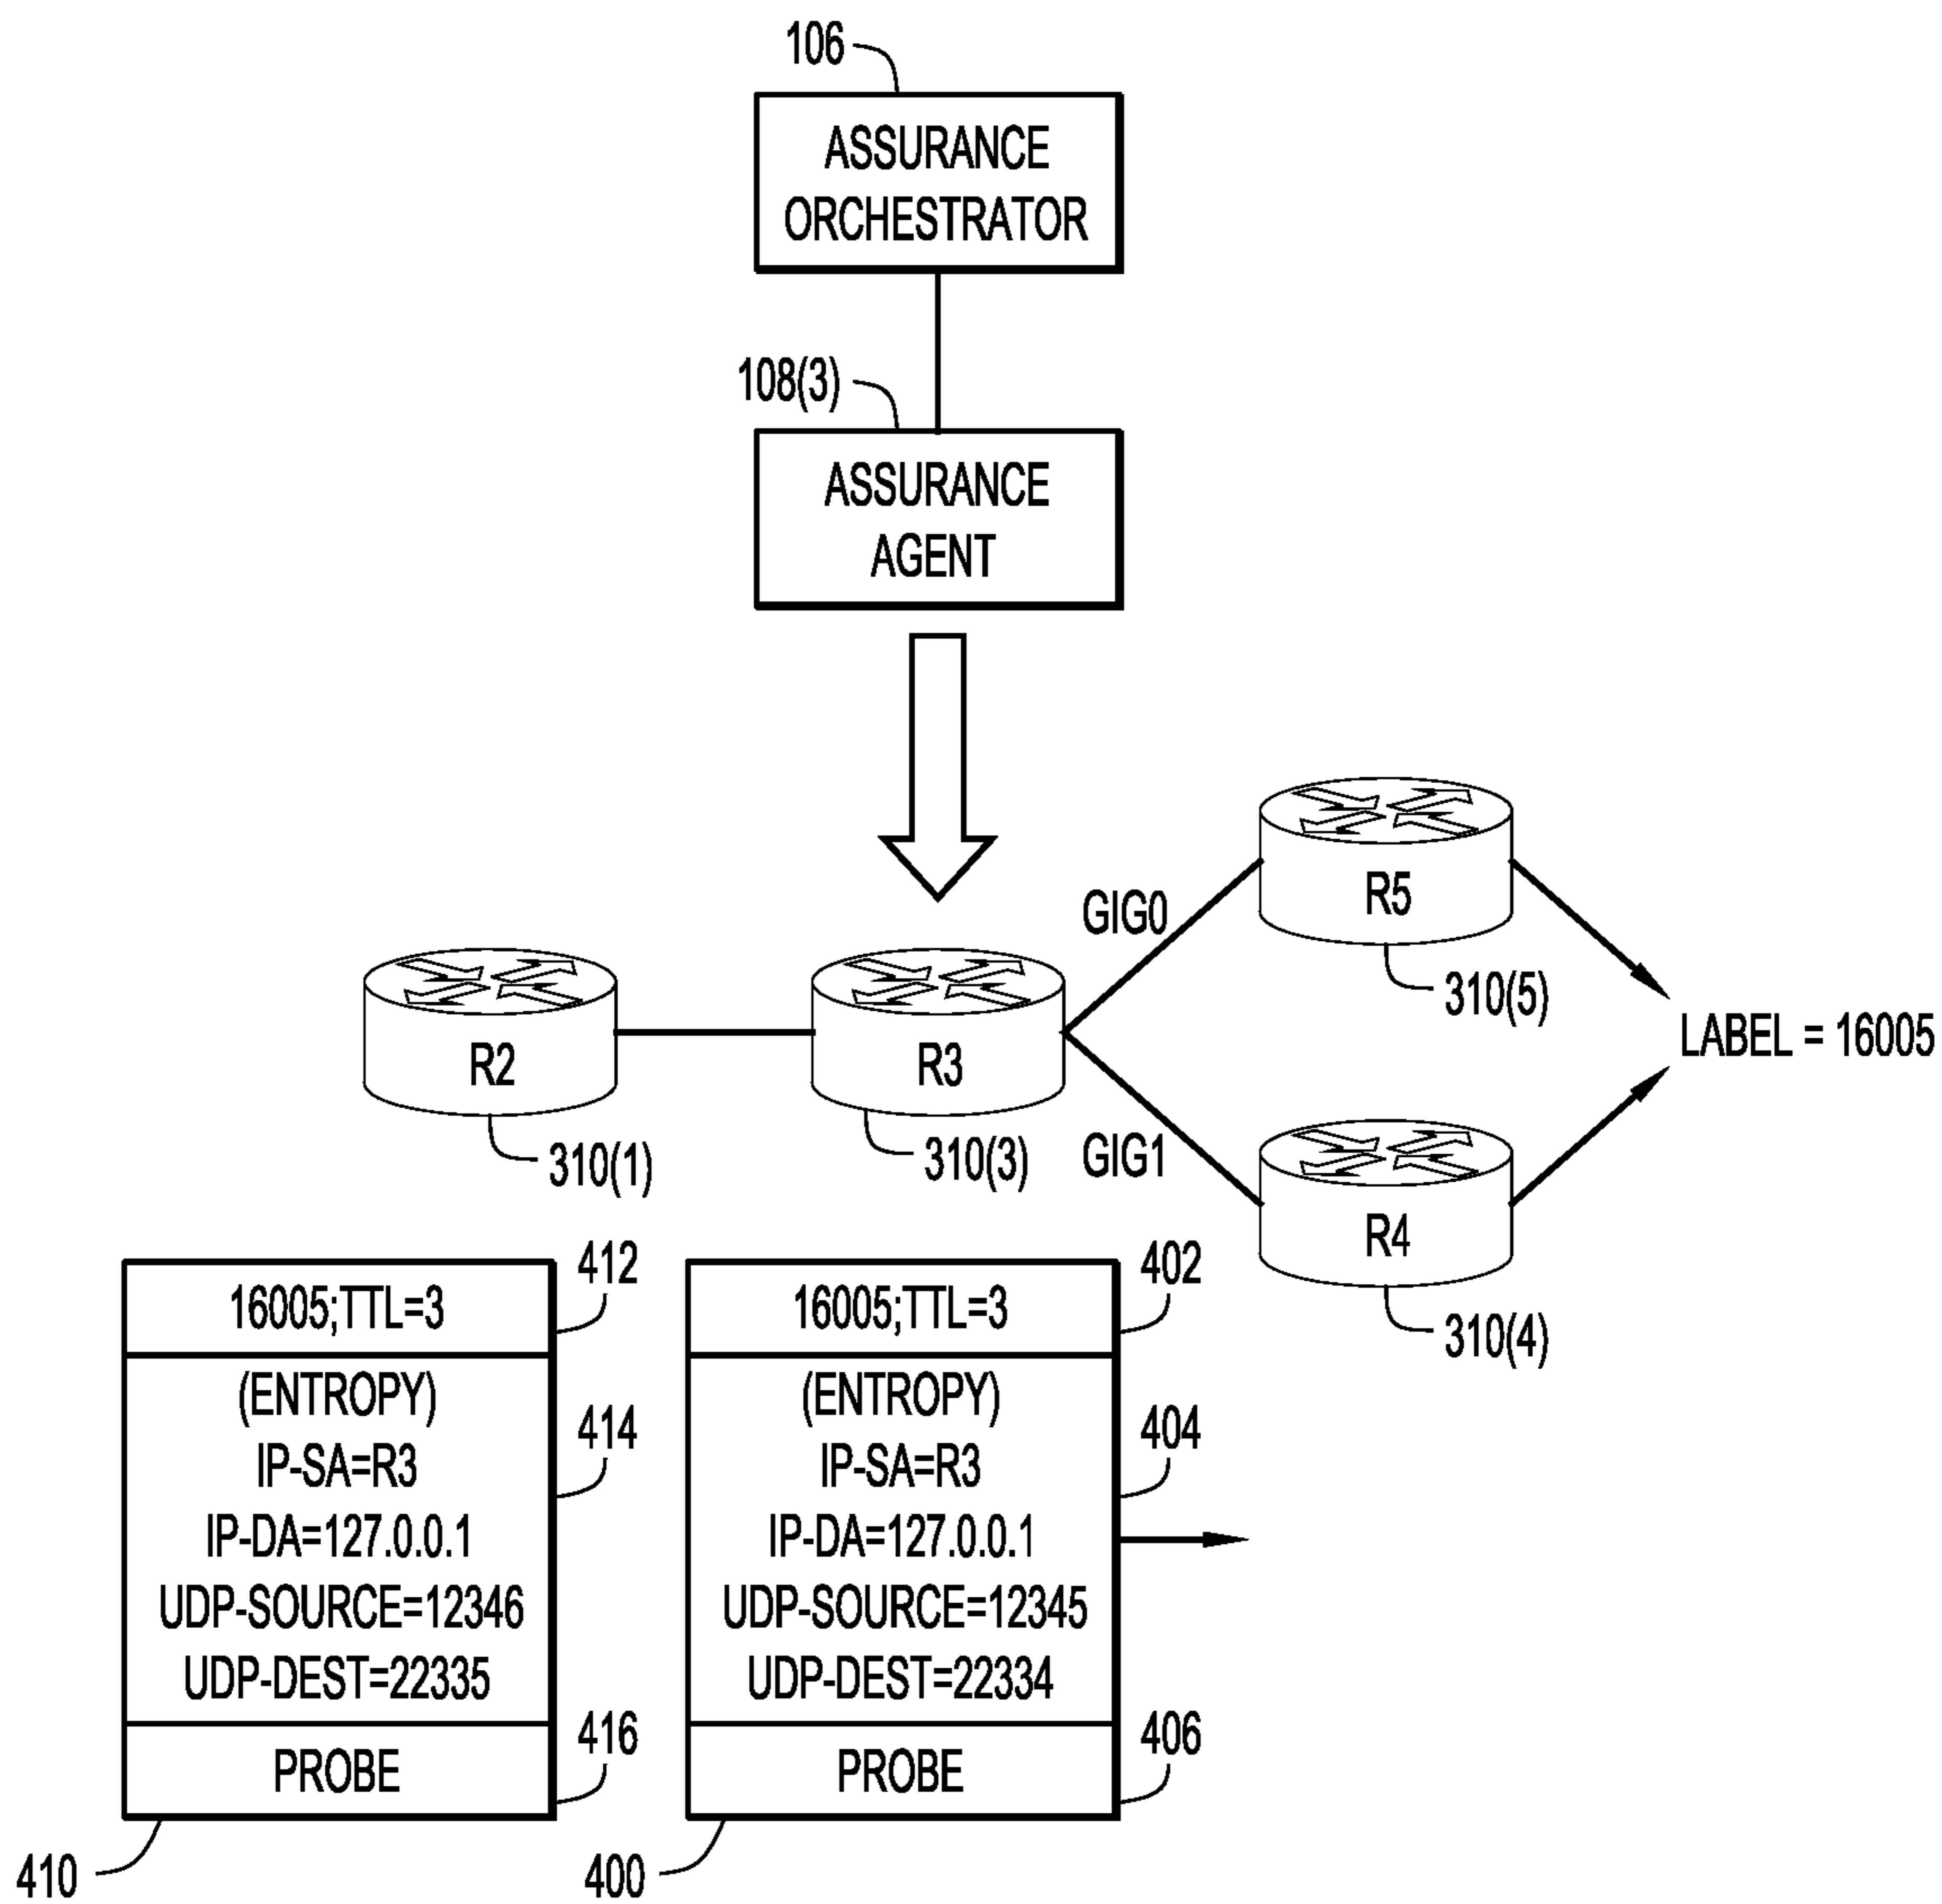 106
ASSURANCE
ORCHESTRATOR
108(3)
ASSURANCE
AGENT
R5
GIG0
310(5)
R2
R3
LABEL = 16005
310(1)
310(3)
GIG1
R4
310(4)
412
16005;TTL=3
(ENTROPY)
414
IP-SA=R3
IP-DA=127.0.0.1
UDP-SOURCE=12346
UDP-DEST=22335
416
PROBE
410
402
16005;TTL=3
(ENTROPY)
404
IP-SA=R3
IP-DA=127.0.0.1
UDP-SOURCE=12345
UDP-DEST=22334
406
PROBE
400